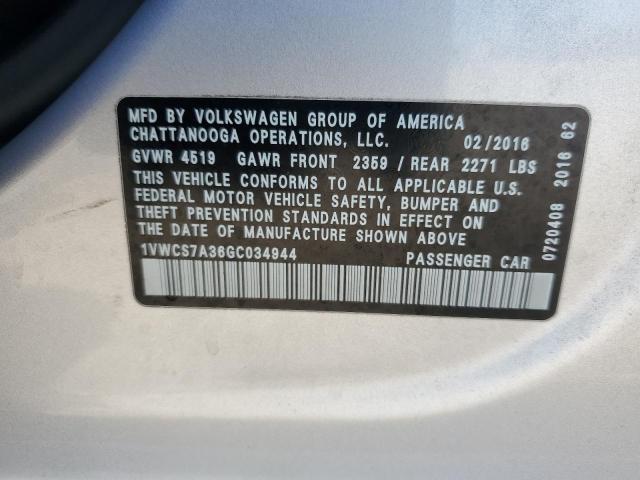 MFD BY VOLKSWAGEN GROUP OF AMERICA
CHATTANOOGA OPERATIONS, LLC. 02/2016
GVWR 4519 GAWR FRONT 2359 / REAR 2271 LBS
THIS VEHICLE CONFORMS TO ALL APPLICABLE U.S.
FEDERAL MOTOR VEHICLE SAFETY, BUMPER AND
THEFT PREVENTION STANDARDS IN EFFECT ON
THE DATE OF MANUFACTURE SHOWN ABOVE
1VWCS7A36GC034944 PASSENGER CAR
0720408 2016 62